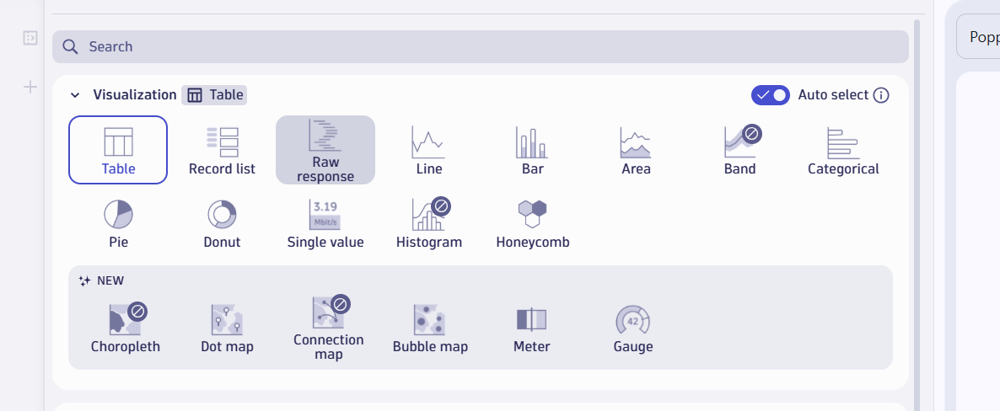 Search
Popp
Visualization Table Auto select
Table Record list Raw response Line Bar Area Band Categorical
3.19
Mbit/s
Pie Donut Single value Histogram Honeycomb
NEW
42
Choropleth Dot map Connection map Bubble map Meter Gauge